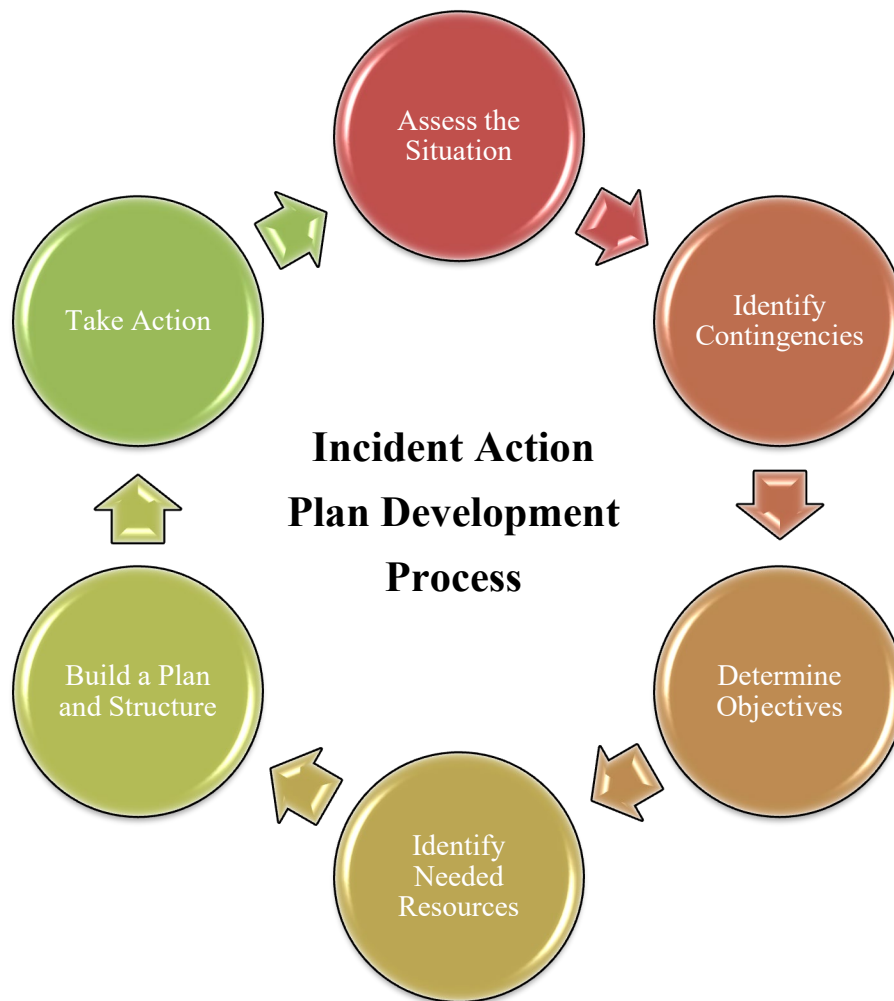 Assess the
Situation
Identify
Contingencies
Determine
Objectives
Identify
Needed
Resources
Build a Plan
and Structure
Take Action
Incident Action
Plan Development
Process